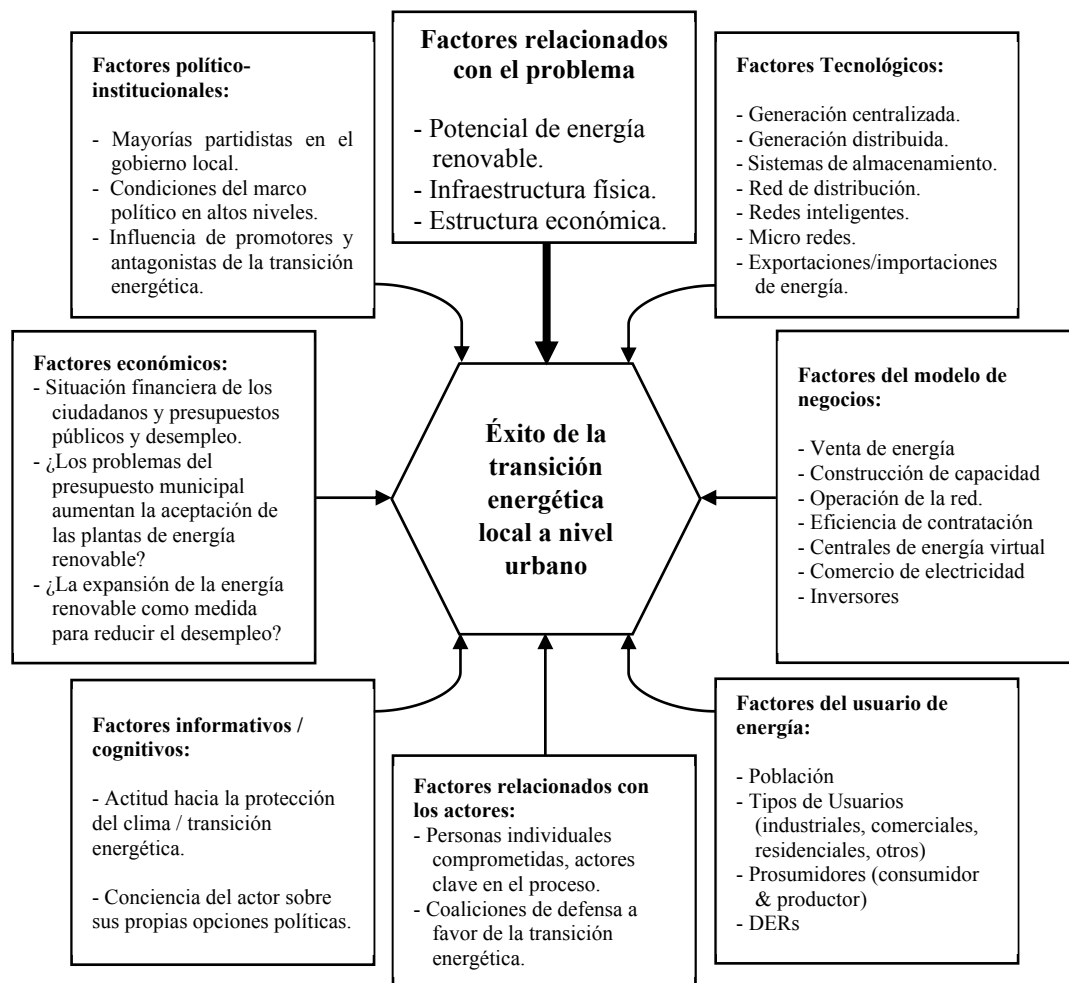 Factores político-
institucionales:
- Mayorías partidistas en el
gobierno local.
- Condiciones del marco
político en altos niveles.
- Influencia de promotores y
antagonistas de la transición
energética.
Factores relacionados
con el problema
- Potencial de energía
renovable.
- Infraestructura física.
- Estructura económica.
Factores Tecnológicos:
- Generación centralizada.
- Generación distribuida.
- Sistemas de almacenamiento.
- Red de distribución.
- Redes inteligentes.
- Micro redes.
- Exportaciones/importaciones
de energía.
Factores económicos:
- Situación financiera de los
ciudadanos y presupuestos
públicos y desempleo.
- ¿Los problemas del
presupuesto municipal
aumentan la aceptación de
las plantas de energía
renovable?
- ¿La expansión de la energía
renovable como medida
para reducir el desempleo?
Éxito de la
transición
energética
local a nivel
urbano
Factores del modelo de
negocios:
- Venta de energía
- Construcción de capacidad
- Operación de la red.
- Eficiencia de contratación
- Centrales de energía virtual
- Comercio de electricidad
- Inversores
Factores informativos /
cognitivos:
- Actitud hacia la protección
del clima / transición
energética.
- Conciencia del actor sobre
sus propias opciones políticas.
Factores relacionados con
los actores:
- Personas individuales
comprometidas, actores
clave en el proceso.
- Coaliciones de defensa a
favor de la transición
energética.
Factores del usuario de
energía:
- Población
- Tipos de Usuarios
(industriales, comerciales,
residenciales, otros)
- Prosumidores (consumidor
& productor)
- DERs